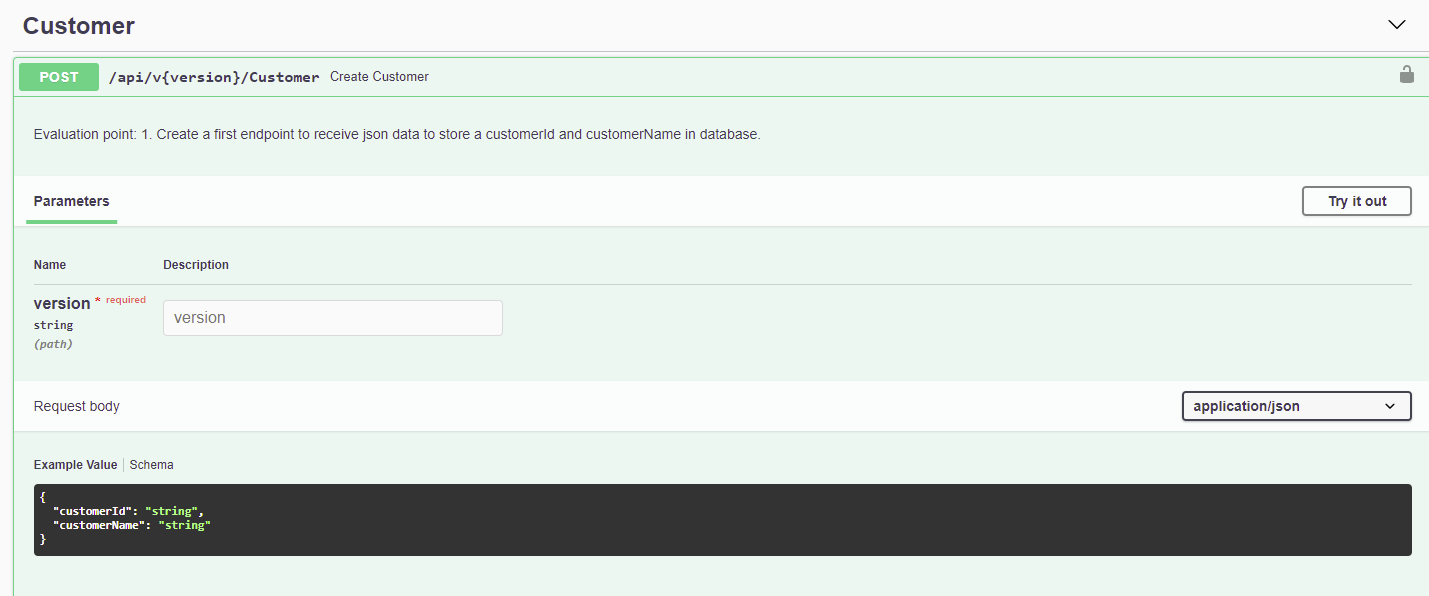 Customer
POST /api/v{version}/Customer Create Customer
Evaluation point: 1. Create a first endpoint to receive json data to store a customerId and customerName in database.
Parameters
Try it out
Name Description
version * required
string
(path)
version
Request body
application/json
Example Value Schema
{
  "customerId": "string",
  "customerName": "string"
}